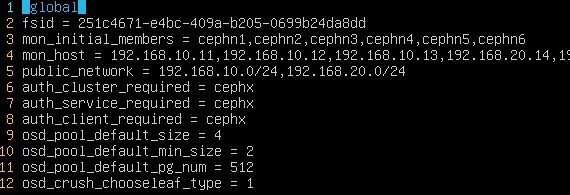 1 [global]
2 fsid = 251c4671-e4bc-409a-b205-0699b24da8dd
3 mon_initial_members = cephn1,cephn2,cephn3,cephn4,cephn5,cephn6
4 mon_host = 192.168.10.11,192.168.10.12,192.168.10.13,192.168.20.14,19
5 public_network = 192.168.10.0/24,192.168.20.0/24
6 auth_cluster_required = cephx
7 auth_service_required = cephx
8 auth_client_required = cephx
9 osd_pool_default_size = 4
10 osd_pool_default_min_size = 2
11 osd_pool_default_pg_num = 512
12 osd_crush_chooseleaf_type = 1